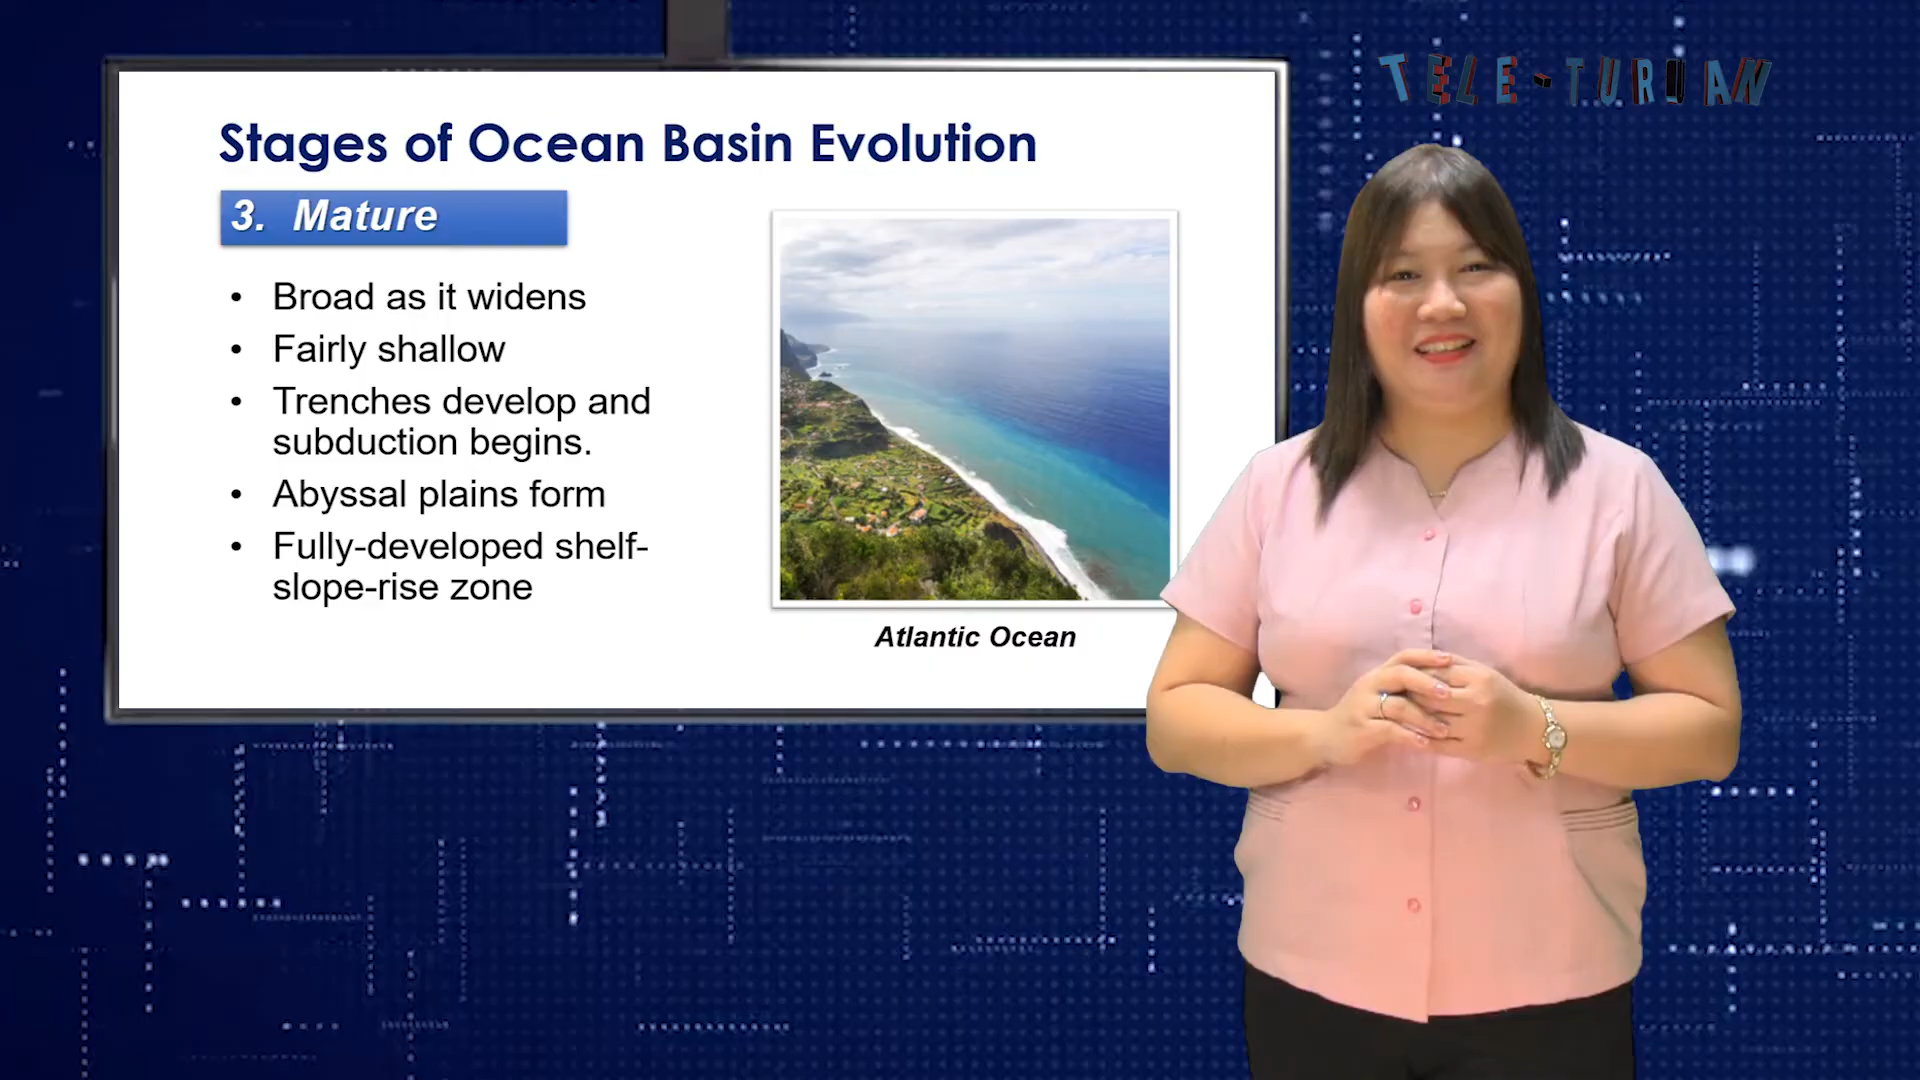 TELE-TURUAN
Stages of Ocean Basin Evolution
3. Mature
• Broad as it widens
• Fairly shallow
• Trenches develop and
subduction begins.
• Abyssal plains form
• Fully-developed shelf-
slope-rise zone
Atlantic Ocean